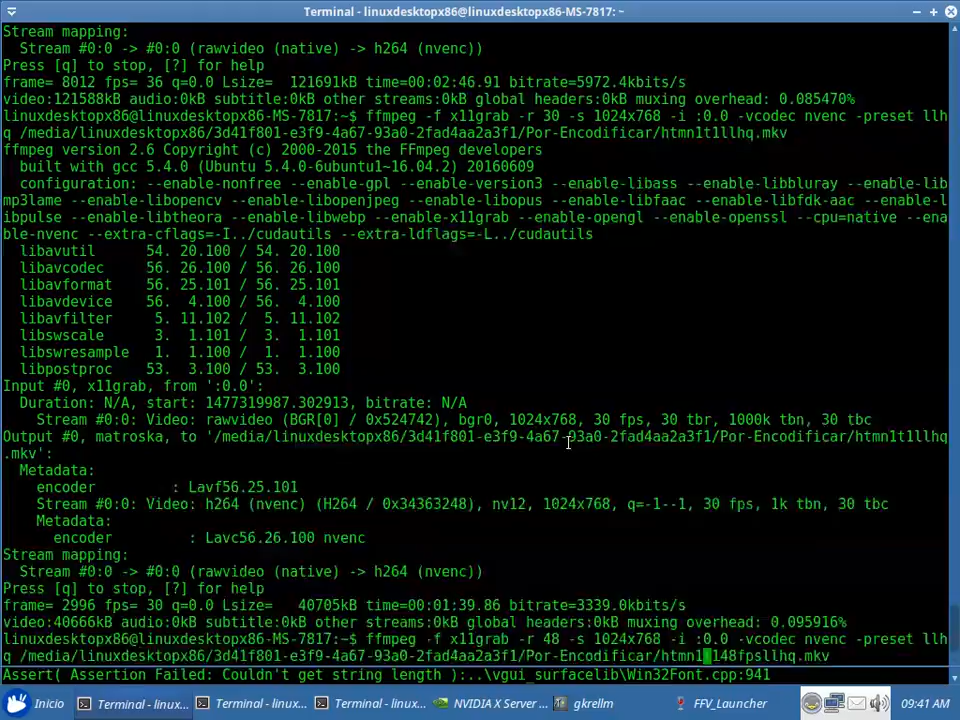 Terminal - linuxdesktopx86@linuxdesktopx86-MS-7817: ~
Stream mapping:
  Stream #0:0 -> #0:0 (rawvideo (native) -> h264 (nvenc))
Press [q] to stop, [?] for help
frame= 8012 fps= 36 q=0.0 Lsize=  121691kB time=00:02:46.91 bitrate=5972.4kbits/s
video:121588kB audio:0kB subtitle:0kB other streams:0kB global headers:0kB muxing overhead: 0.085470%
linuxdesktopx86@linuxdesktopx86-MS-7817:~$ ffmpeg -f x11grab -r 30 -s 1024x768 -i :0.0 -vcodec nvenc -preset llh
q /media/linuxdesktopx86/3d41f801-e3f9-4a67-93a0-2fad4aa2a3f1/Por-Encodificar/htmn1t1llhq.mkv
ffmpeg version 2.6 Copyright (c) 2000-2015 the FFmpeg developers
  built with gcc 5.4.0 (Ubuntu 5.4.0-6ubuntu1~16.04.2) 20160609
  configuration: --enable-nonfree --enable-gpl --enable-version3 --enable-libass --enable-libbluray --enable-lib
mp3lame --enable-libopencv --enable-libopenjpeg --enable-libopus --enable-libfaac --enable-libfdk-aac --enable-l
ibpulse --enable-libtheora --enable-libwebp --enable-x11grab --enable-opengl --enable-openssl --cpu=native --ena
ble-nvenc --extra-cflags=-I../cudautils --extra-ldflags=-L../cudautils
  libavutil      54. 20.100 / 54. 20.100
  libavcodec     56. 26.100 / 56. 26.100
  libavformat    56. 25.101 / 56. 25.101
  libavdevice    56.  4.100 / 56.  4.100
  libavfilter     5. 11.102 /  5. 11.102
  libswscale      3.  1.101 /  3.  1.101
  libswresample   1.  1.100 /  1.  1.100
  libpostproc    53.  3.100 / 53.  3.100
Input #0, x11grab, from ':0.0':
  Duration: N/A, start: 1477319987.302913, bitrate: N/A
    Stream #0:0: Video: rawvideo (BGR[0] / 0x524742), bgr0, 1024x768, 30 fps, 30 tbr, 1000k tbn, 30 tbc
Output #0, matroska, to '/media/linuxdesktopx86/3d41f801-e3f9-4a67-93a0-2fad4aa2a3f1/Por-Encodificar/htmn1t1llhq
.mkv':
  Metadata:
    encoder         : Lavf56.25.101
    Stream #0:0: Video: h264 (nvenc) (H264 / 0x34363248), nv12, 1024x768, q=-1--1, 30 fps, 1k tbn, 30 tbc
    Metadata:
      encoder         : Lavc56.26.100 nvenc
Stream mapping:
  Stream #0:0 -> #0:0 (rawvideo (native) -> h264 (nvenc))
Press [q] to stop, [?] for help
frame= 2996 fps= 30 q=0.0 Lsize=   40705kB time=00:01:39.86 bitrate=3339.0kbits/s
video:40666kB audio:0kB subtitle:0kB other streams:0kB global headers:0kB muxing overhead: 0.095916%
linuxdesktopx86@linuxdesktopx86-MS-7817:~$ ffmpeg -f x11grab -r 48 -s 1024x768 -i :0.0 -vcodec nvenc -preset llh
q /media/linuxdesktopx86/3d41f801-e3f9-4a67-93a0-2fad4aa2a3f1/Por-Encodificar/htmn1t148fpsllhq.mkv
Assert( Assertion Failed: Couldn't get string length ):..\vgui_surfacelib\Win32Font.cpp:941
Inicio
Terminal - linux...
Terminal - linux...
Terminal - linux...
NVIDIA X Server ...
gkrellm
FFV_Launcher
09:41 AM